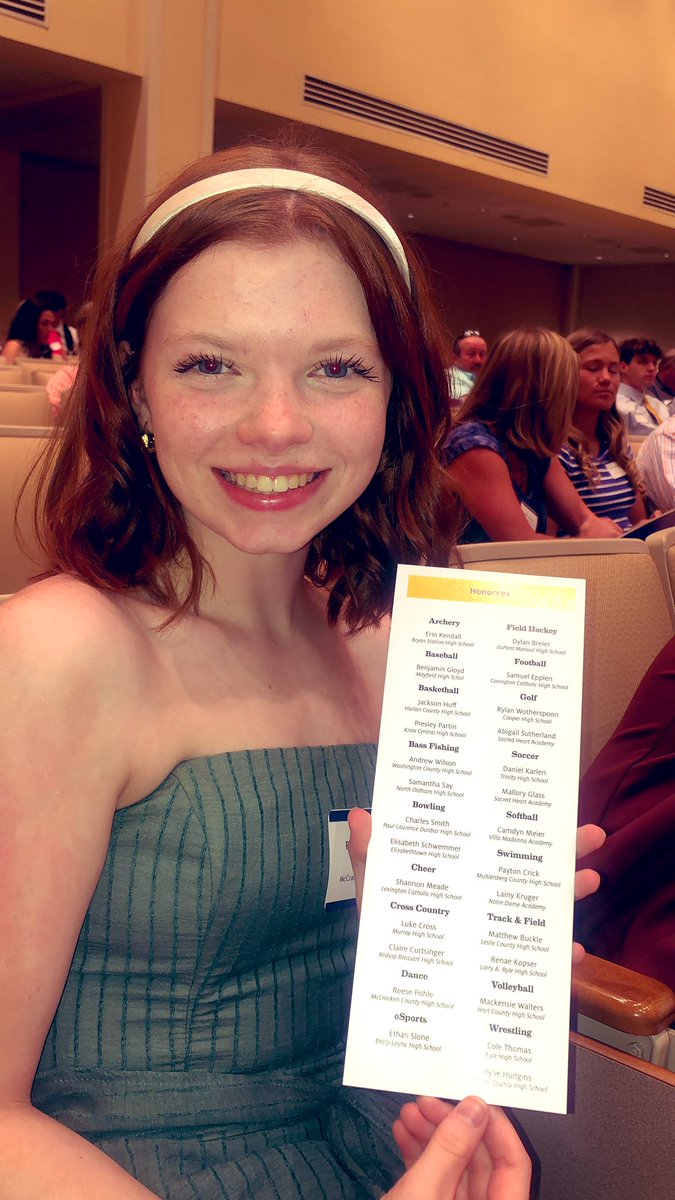 Honorees
Archery
Erin Kendall
Bryan Station High School
Baseball
Benjamin Gloyd
Mayfield High School
Basketball
Jackson Huff
Harlan County High School
Presley Partin
Knox Central High School
Bass Fishing
Andrew Wilson
Washington County High School
Samantha Say
North Oldham High School
Bowling
Charles Smith
Paul Laurence Dunbar High School
Elisabeth Schwemmer
Elizabethtown High School
Cheer
Shannon Meade
Lexington Catholic High School
Cross Country
Luke Cross
Murray High School
Claire Curtsinger
Bishop Brossart High School
Dance
Reese Pohle
McCracken County High School
eSports
Ethan Slone
Betsy Layne High School
Field Hockey
Dylan Breier
duPont Manual High School
Football
Samuel Epplen
Covington Catholic High School
Golf
Rylan Wotherspoon
Cooper High School
Abigail Sutherland
Sacred Heart Academy
Soccer
Daniel Karlen
Trinity High School
Mallory Glass
Sacred Heart Academy
Softball
Camdyn Meier
Villa Madonna Academy
Swimming
Payton Crick
Muhlenberg County High School
Lainy Kruger
Notre Dame Academy
Track & Field
Matthew Buckle
Leslie County High School
Renae Kopser
Larry A. Ryle High School
Volleyball
Mackensie Walters
Hart County High School
Wrestling
Cole Thomas
High School
Hudgins
County High School